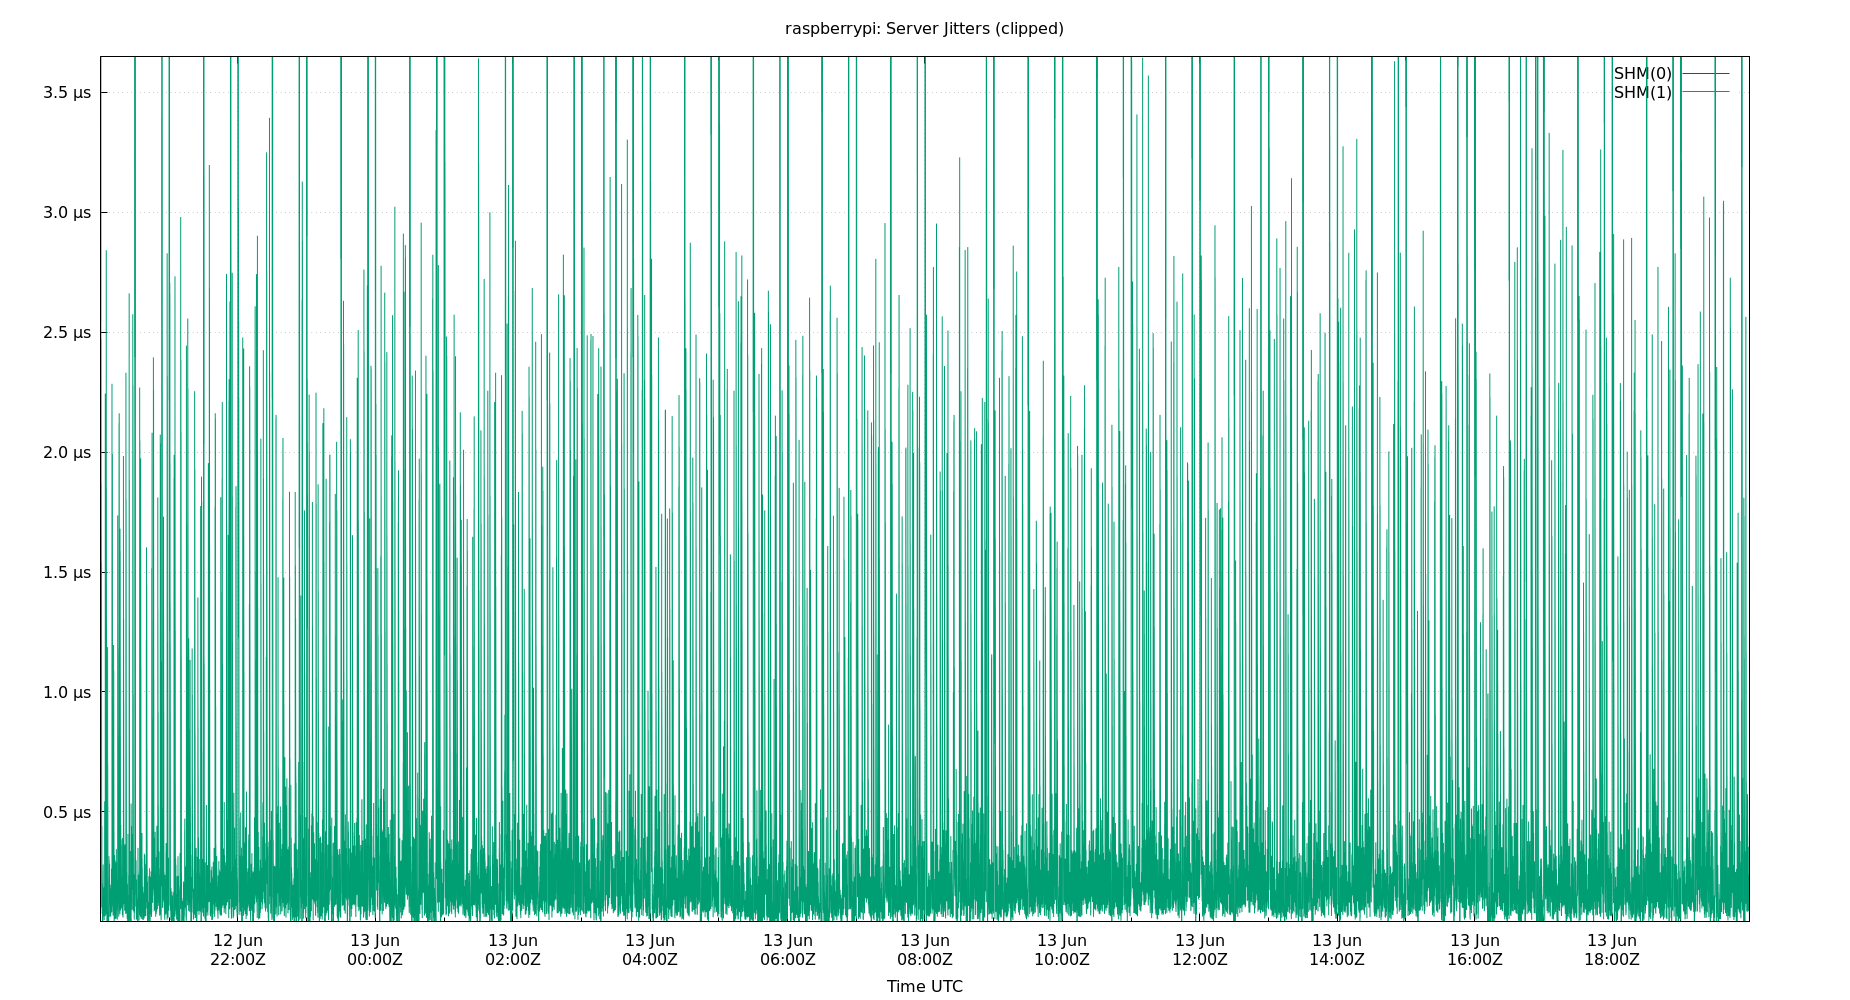 raspberrypi: Server Jitters (clipped)
SHM(0)
SHM(1)
3.5 µs
3.0 µs
2.5 µs
2.0 µs
1.5 µs
1.0 µs
0.5 µs
12 Jun 13 Jun 13 Jun 13 Jun 13 Jun 13 Jun 13 Jun 13 Jun 13 Jun 13 Jun 13 Jun
22:00Z 00:00Z 02:00Z 04:00Z 06:00Z 08:00Z 10:00Z 12:00Z 14:00Z 16:00Z 18:00Z
Time UTC